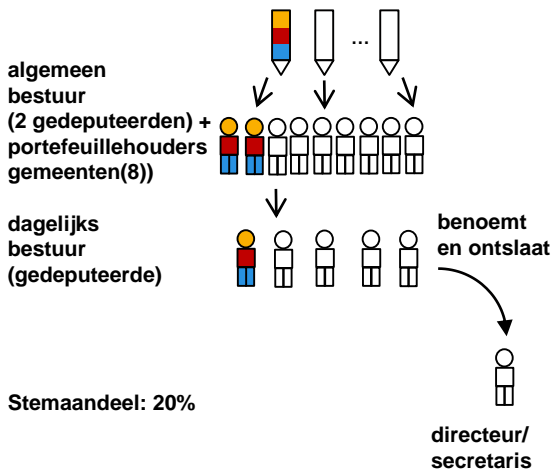 ...
algemeen
bestuur
(2 gedeputeerden) +
portefeuillehouders
gemeenten(8))
dagelijks
bestuur
(gedeputeerde)
benoemt
en ontslaat
Stemaandeel: 20%
directeur/
secretaris